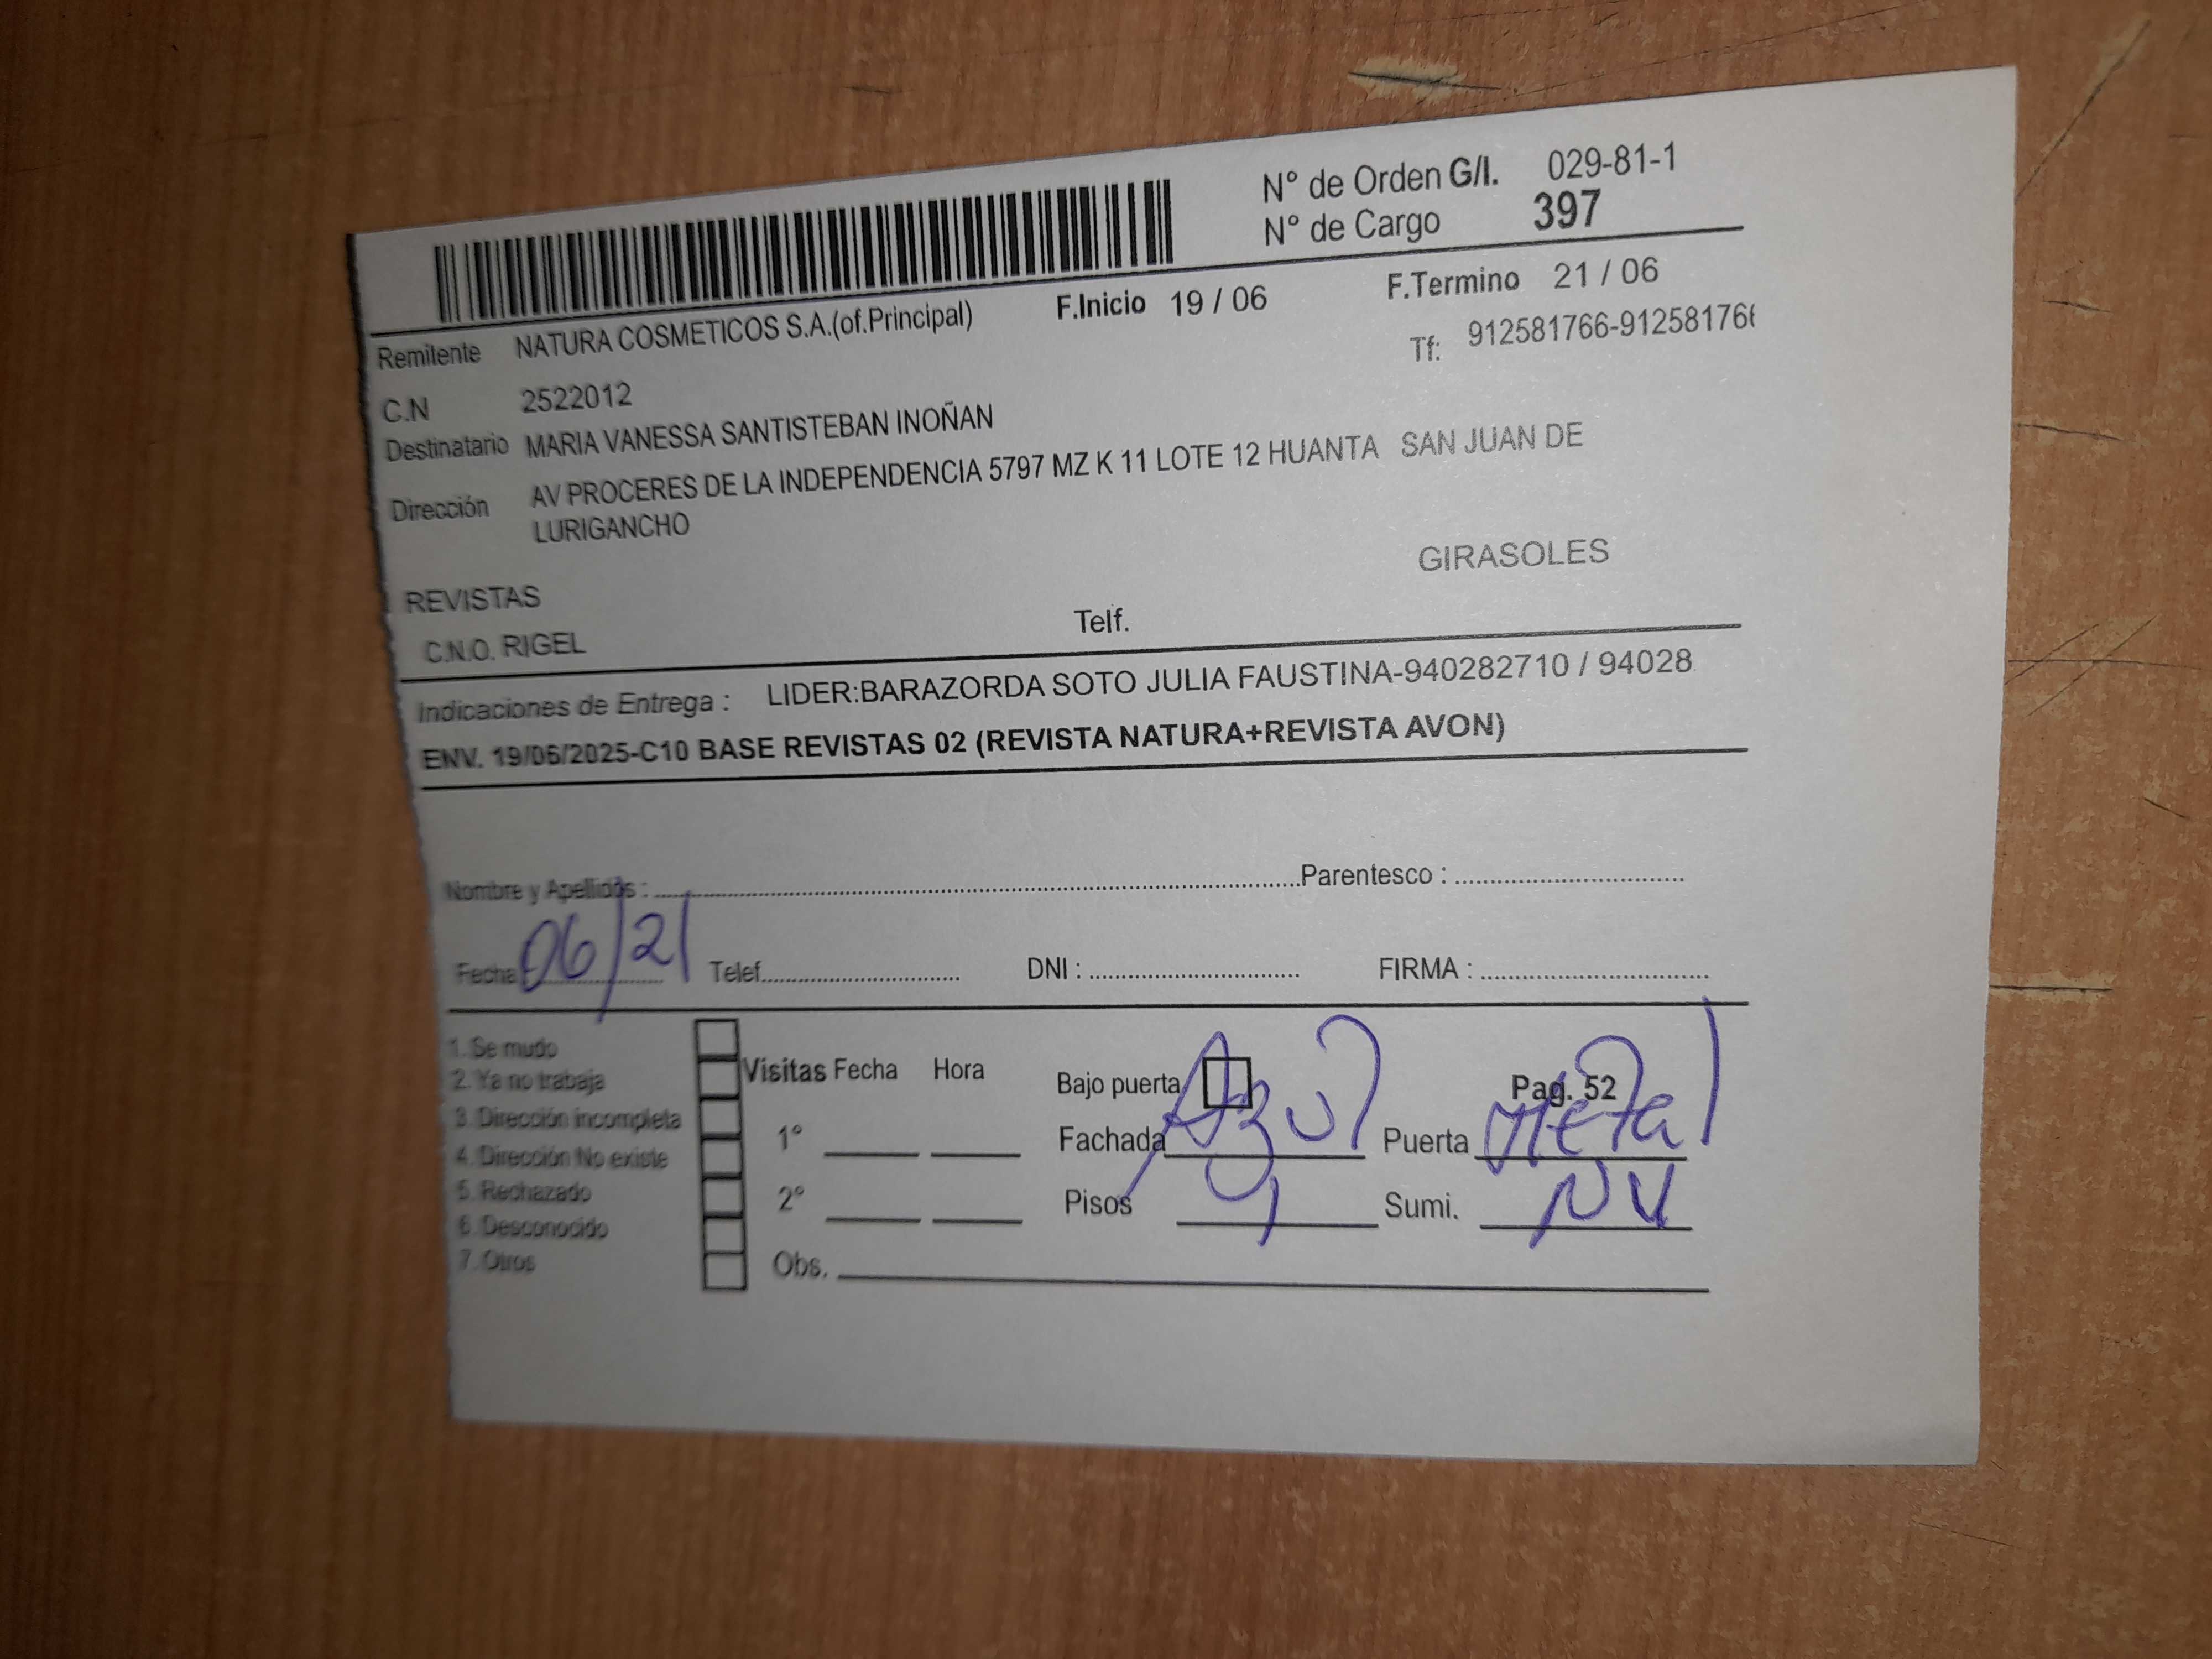 N° de Orden G/I. 029-81-1
N° de Cargo 397
F.Inicio 19 / 06 F.Termino 21 / 06
Remitente NATURA COSMETICOS S.A.(of.Principal)
Tf: 912581766-91258176
C.N 2522012
Destinatario MARIA VANESSA SANTISTEBAN INOÑAN
Dirección AV PROCERES DE LA INDEPENDENCIA 5797 MZ K 11 LOTE 12 HUANTA SAN JUAN DE
LURIGANCHO
GIRASOLES
REVISTAS
C.N.O. RIGEL Telf.
Indicaciones de Entrega : LIDER:BARAZORDA SOTO JULIA FAUSTINA-940282710 / 94028
ENV. 19/06/2025-C10 BASE REVISTAS 02 (REVISTA NATURA+REVISTA AVON)
Nombre y Apellidos : Parentesco :
Fecha 06/21 Telef. DNI : FIRMA :
1. Se mudo
2. Ya no trabaja
3. Dirección incompleta
4. Dirección No existe
5. Rechazado
6. Desconocido
7. Otros
Visitas Fecha Hora
1°
2°
Obs.
Bajo puerta Pag. 52
Fachada Azul Puerta Metal
Pisos 1 Sumi. NV